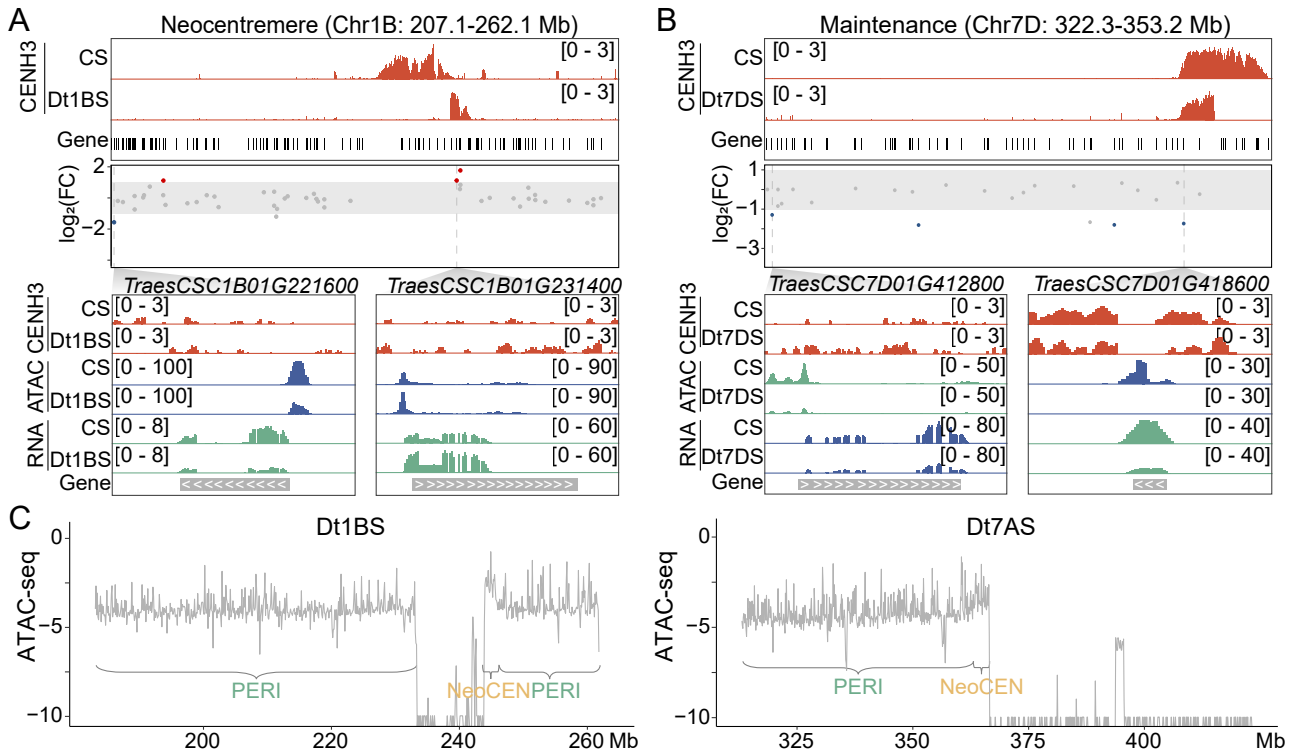 A
Neocentremere (Chr1B: 207.1-262.1 Mb)
CENH3
CS
[0 - 3]
Dt1BS
[0 - 3]
Gene
log₂(FC)
2
−2
TraesCSC1B01G221600
TraesCSC1B01G231400
CENH3
CS
[0 - 3]
[0 - 3]
Dt1BS
[0 - 3]
[0 - 3]
ATAC
CS
[0 - 100]
[0 - 90]
Dt1BS
[0 - 100]
[0 - 90]
RNA
CS
[0 - 8]
[0 - 60]
Dt1BS
[0 - 8]
[0 - 60]
Gene
<<<<<<<<<<
>>>>>>>>>>>>>>>
B
Maintenance (Chr7D: 322.3-353.2 Mb)
CENH3
CS
[0 - 3]
Dt7DS
[0 - 3]
Gene
log₂(FC)
1
−1
−3
TraesCSC7D01G412800
TraesCSC7D01G418600
CENH3
CS
[0 - 3]
[0 - 3]
Dt7DS
[0 - 3]
[0 - 3]
ATAC
CS
[0 - 50]
[0 - 30]
Dt7DS
[0 - 50]
[0 - 30]
RNA
CS
[0 - 80]
[0 - 40]
Dt7DS
[0 - 80]
[0 - 40]
Gene
>>>>>>>>>>>>>>>
<<<
C
Dt1BS
ATAC-seq
0
−5
−10
PERI
NeoCEN
PERI
200
220
240
260 Mb
Dt7AS
ATAC-seq
0
−5
−10
PERI
NeoCEN
325
350
375
400
Mb